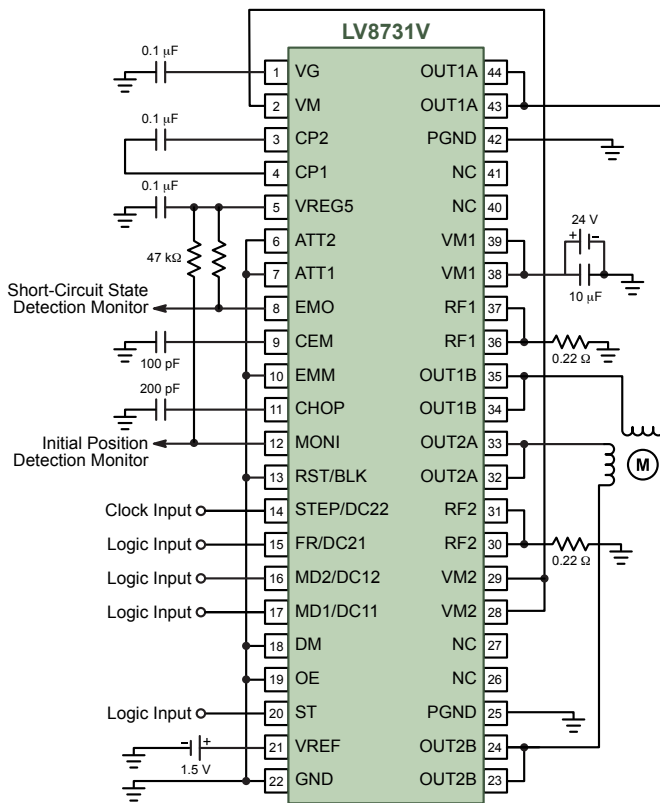 LV8731V
0.1 µF
1 VG OUT1A 44
2 VM OUT1A 43
0.1 µF
3 CP2 PGND 42
4 CP1 NC 41
0.1 µF
5 VREG5 NC 40
24 V
+ -
6 ATT2 VM1 39
47 kΩ
7 ATT1 VM1 38
10 µF
Short-Circuit State
Detection Monitor
8 EMO RF1 37
9 CEM RF1 36
100 pF
0.22 Ω
10 EMM OUT1B 35
200 pF
11 CHOP OUT1B 34
Initial Position
Detection Monitor
12 MONI OUT2A 33
M
13 RST/BLK OUT2A 32
Clock Input
14 STEP/DC22 RF2 31
Logic Input
15 FR/DC21 RF2 30
0.22 Ω
Logic Input
16 MD2/DC12 VM2 29
Logic Input
17 MD1/DC11 VM2 28
18 DM NC 27
19 OE NC 26
Logic Input
20 ST PGND 25
- +
21 VREF OUT2B 24
1.5 V
22 GND OUT2B 23